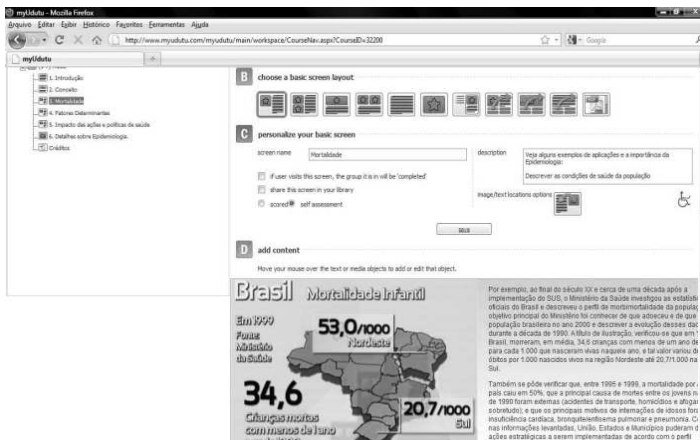 myUdutu - Mozilla Firefox
Arquivo Editar Exibir Histórico Favoritos Ferramentas Ajuda
http://www.myudutu.com/myudutu/main/workspace/CourseNav.aspx?CourseID=32200
Google
myUdutu
1. Introdução
2. Conceito
3. Mortalidade
4. Fatores Determinantes
5. Impacto das ações e políticas da saúde
6. Detalhes sobre Epidemiologia.
Créditos
B choose a basic screen layout
C personalize your basic screen
screen name Mortalidade
description Veja alguns exemplos de aplicações e a importância da Epidemiologia:
Descrever as condições de saúde da população
if user visits this screen, the group it is in will be 'completed'
share this screen in your library
scored self assessment
image/text locations options
save
D add content
Move your mouse over the text or media objects to add or edit that object.
Brasil Mortalidade Infantil
Em 1999
Fonte:
Ministério
da Saúde
53,0/1000
Nordeste
34,6
Crianças mortas
com menos de 1 ano
20,7/1000
Sul
Por exemplo, ao final do século XX e cerca de uma década após a
implementação do SUS, o Ministério da Saúde investigou as estatísti
oficiais do Brasil e descreveu o perfil de morbimortalidade da populaç
objetivo principal do Ministério foi conhecer de que adoeceu e de que
população brasileira no ano 2000 e descrever a evolução desses dad
durante a década de 1990. A título de ilustração, verificou-se que em
Brasil, morreram, em média, 34,6 crianças com menos de um ano de
para cada 1.000 que nasceram vivas naquele ano, e tal valor variou d
óbitos por 1.000 nascidos vivos na região Nordeste até 20,7/1.000 na
Sul.
Também se pôde verificar que, entre 1995 e 1999, a mortalidade por
país caiu em 50%; que a principal causa de mortes entre os jovens n
de 1990 foram externas (acidentes de transporte, homicídios e afoga
sobretudo); e que os principais motivos de internações de idosos fora
insuficiência cardíaca, bronquite/enfisema pulmonar e pneumonia. C
nas informações levantadas, União, Estados e Municípios puderam d
ações estratégicas a serem implementadas de acordo com o perfil